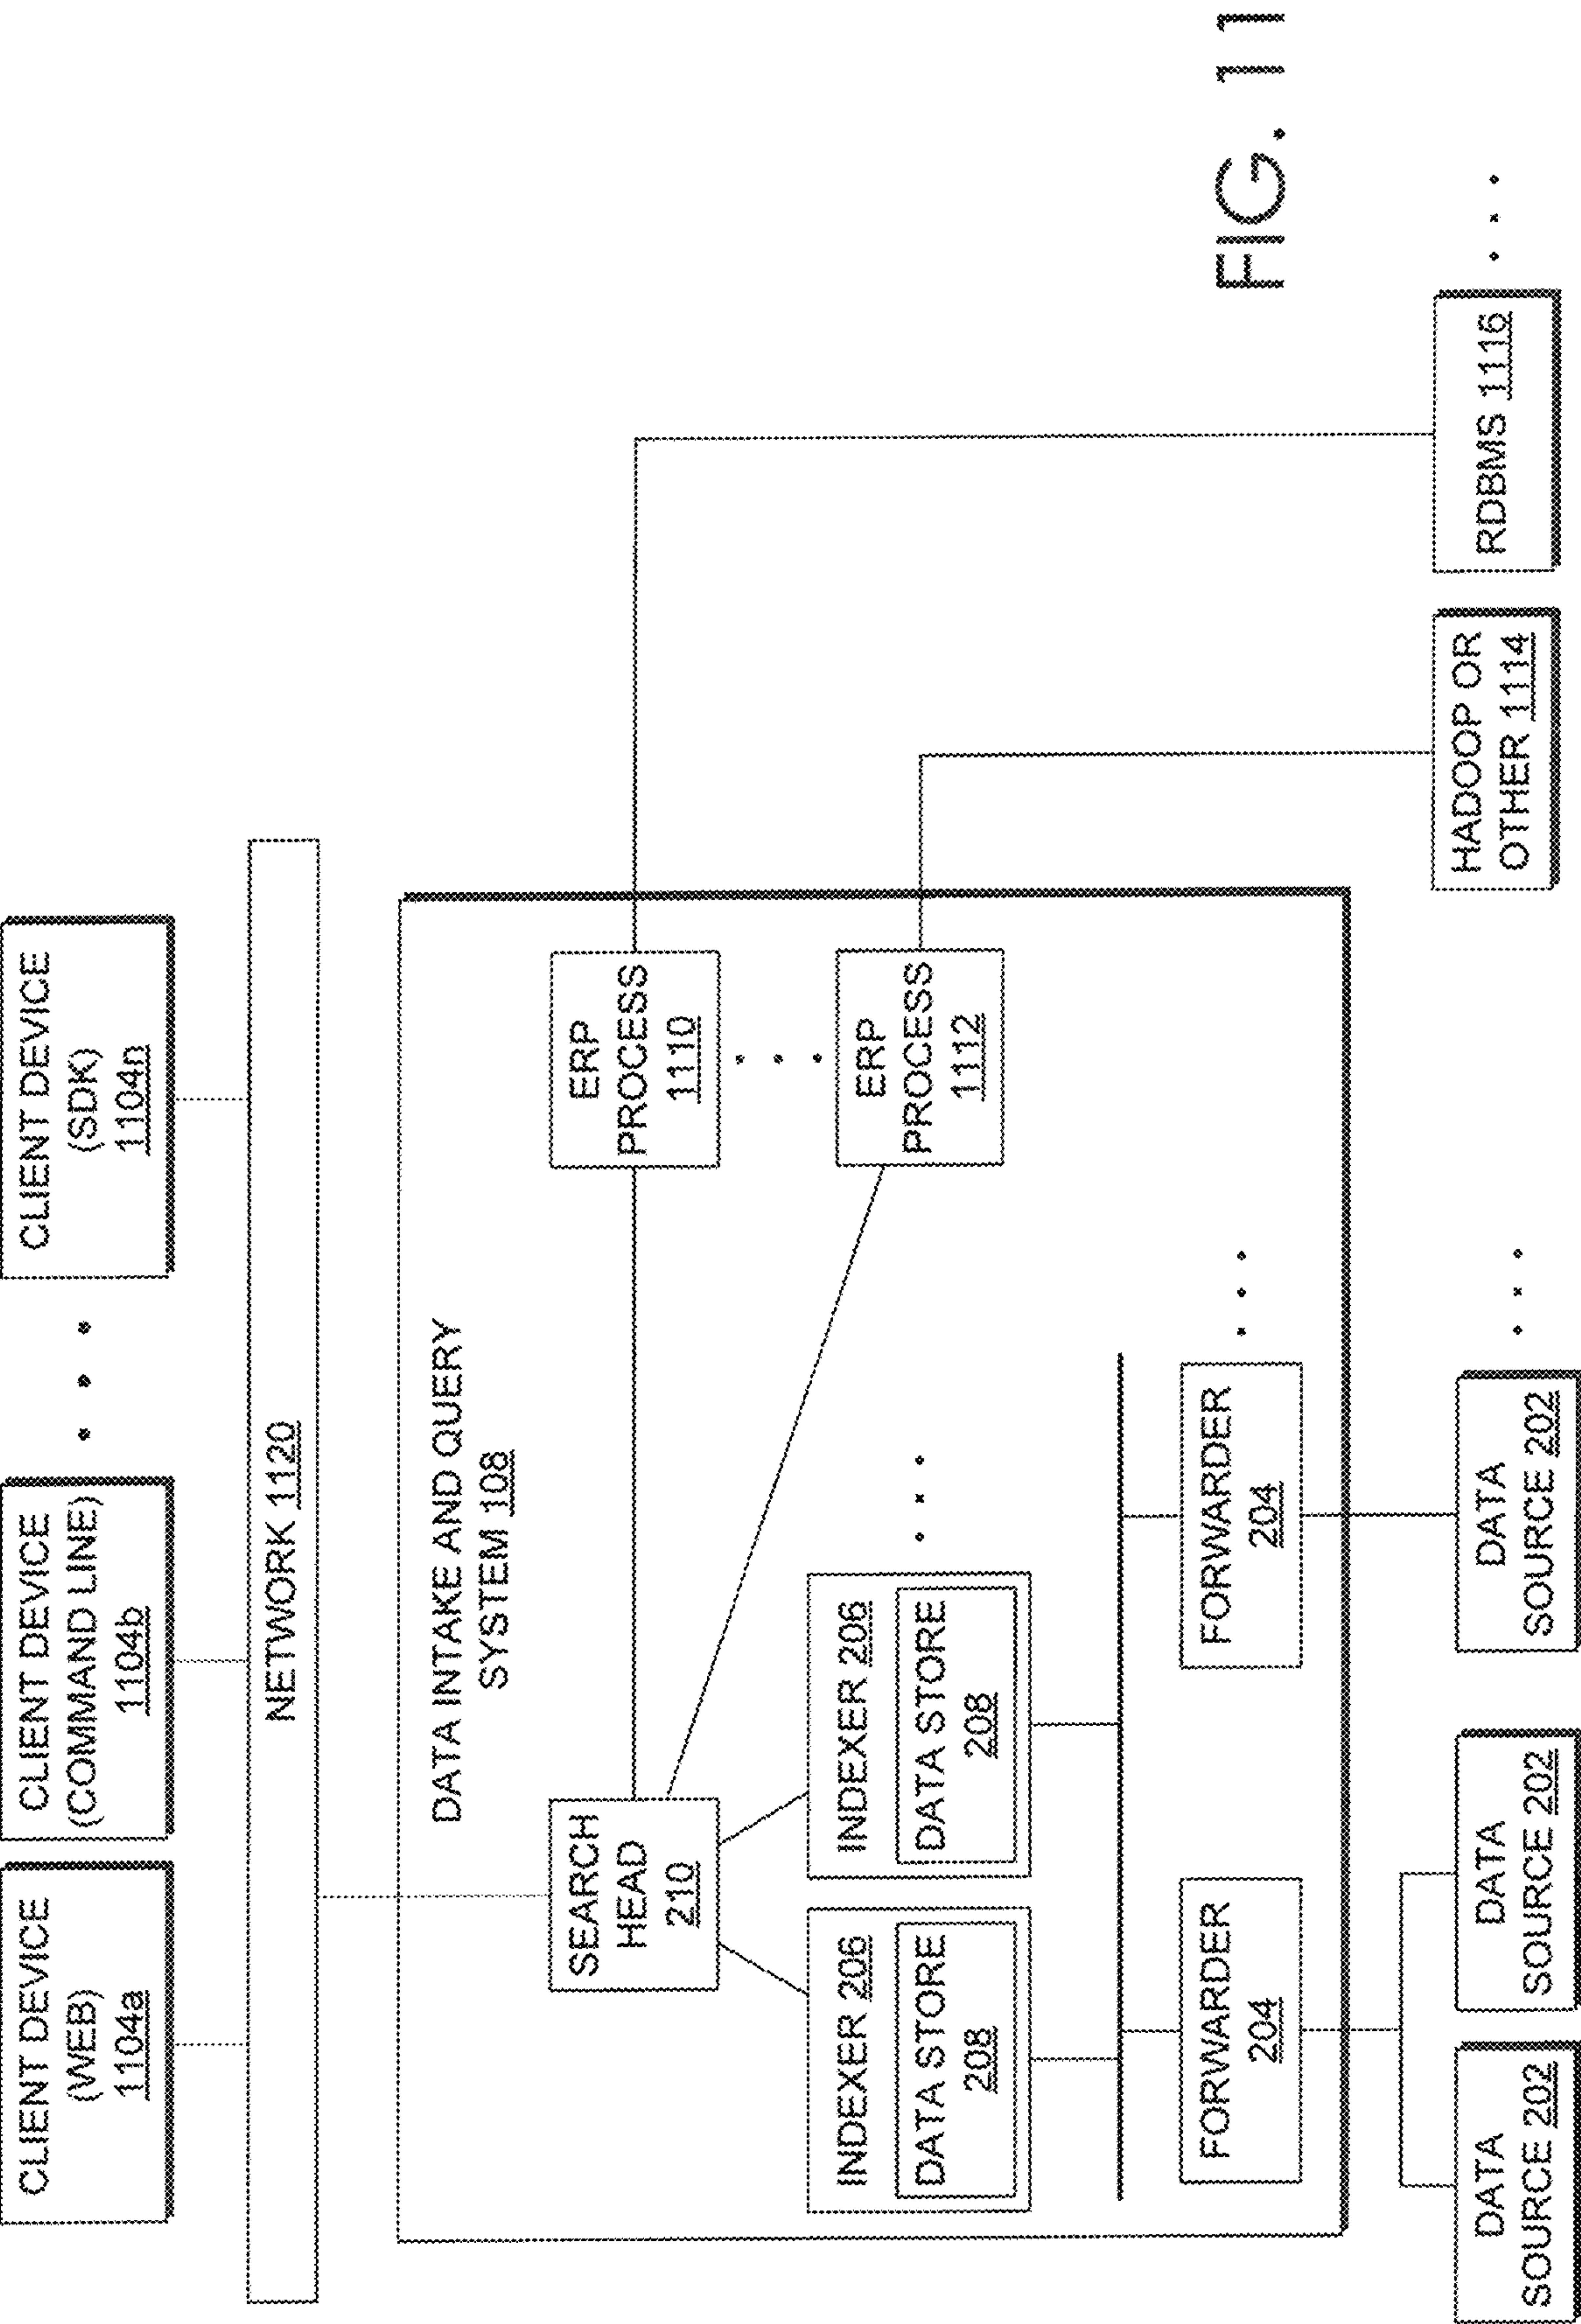 CLIENT DEVICE
(WEB)
1104a
CLIENT DEVICE
(COMMAND LINE)
1104b
CLIENT DEVICE
(SDK)
1104n
NETWORK 1120
DATA INTAKE AND QUERY
SYSTEM 108
SEARCH
HEAD
210
ERP
PROCESS
1110
INDEXER 206
DATA STORE
208
INDEXER 206
DATA STORE
208
ERP
PROCESS
1112
FORWARDER
204
FORWARDER
204
DATA
SOURCE 202
DATA
SOURCE 202
DATA
SOURCE 202
HADOOP OR
OTHER 1114
RDBMS 1116
FIG. 11